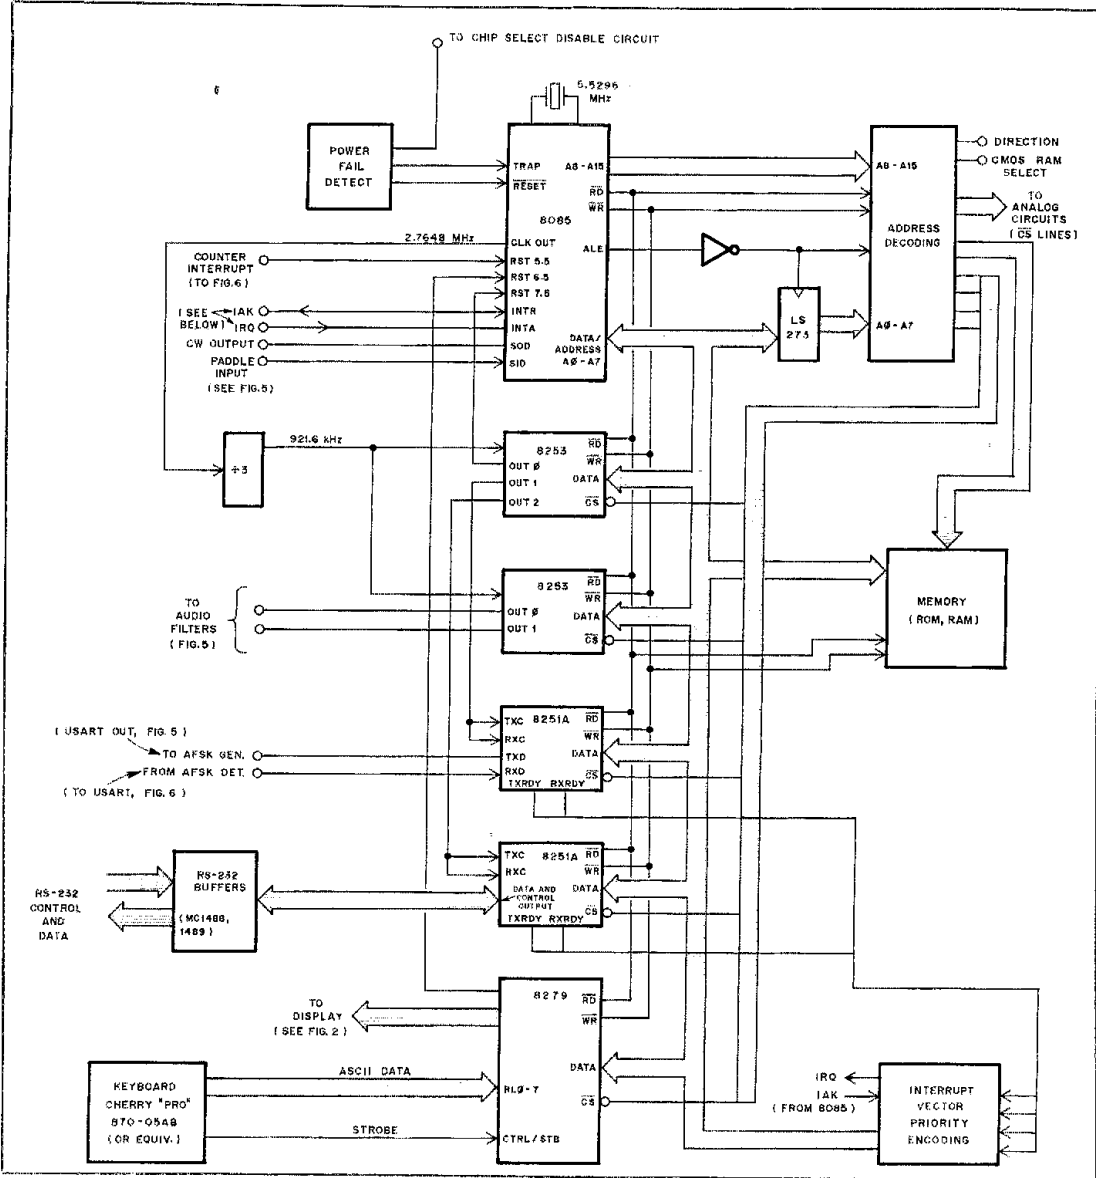 TO CHIP SELECT DISABLE CIRCUIT
5.5296
MHz
POWER
FAIL
DETECT
TRAP
RESET
8085
CLK OUT
RST 5.5
RST 6.5
RST 7.5
INTR
INTA
SOD
SID
A8-A15
RD
WR
ALE
DATA/
ADDRESS
AØ-A7
2.7648 MHz
COUNTER
INTERRUPT
(TO FIG.6)
(SEE
BELOW)
IAK
IRQ
CW OUTPUT
PADDLE
INPUT
(SEE FIG.5)
LS
273
A8-A15
ADDRESS
DECODING
AØ-A7
DIRECTION
CMOS RAM
SELECT
TO
ANALOG
CIRCUITS
(CS LINES)
÷3
921.6 kHz
8253
OUT Ø
OUT 1
OUT 2
RD
WR
DATA
CS
8253
OUT Ø
OUT 1
RD
WR
DATA
CS
TO
AUDIO
FILTERS
(FIG.5)
MEMORY
(ROM, RAM)
8251A
TXC
RXC
TXD
RXD
TXRDY RXRDY
RD
WR
DATA
CS
(USART OUT, FIG.5)
TO AFSK GEN.
FROM AFSK DET.
(TO USART, FIG.6)
8251A
TXC
RXC
DATA AND
CONTROL
OUTPUT
TXRDY RXRDY
RD
WR
DATA
CS
RS-232
BUFFERS
(MC1488,
1489)
RS-232
CONTROL
AND
DATA
8279
RD
WR
DATA
CS
RLØ-7
CTRL/STB
TO
DISPLAY
(SEE FIG.2)
ASCII DATA
STROBE
KEYBOARD
CHERRY "PRO"
B70-05AB
(OR EQUIV.)
IRQ
IAK
(FROM 8085)
INTERRUPT
VECTOR
PRIORITY
ENCODING